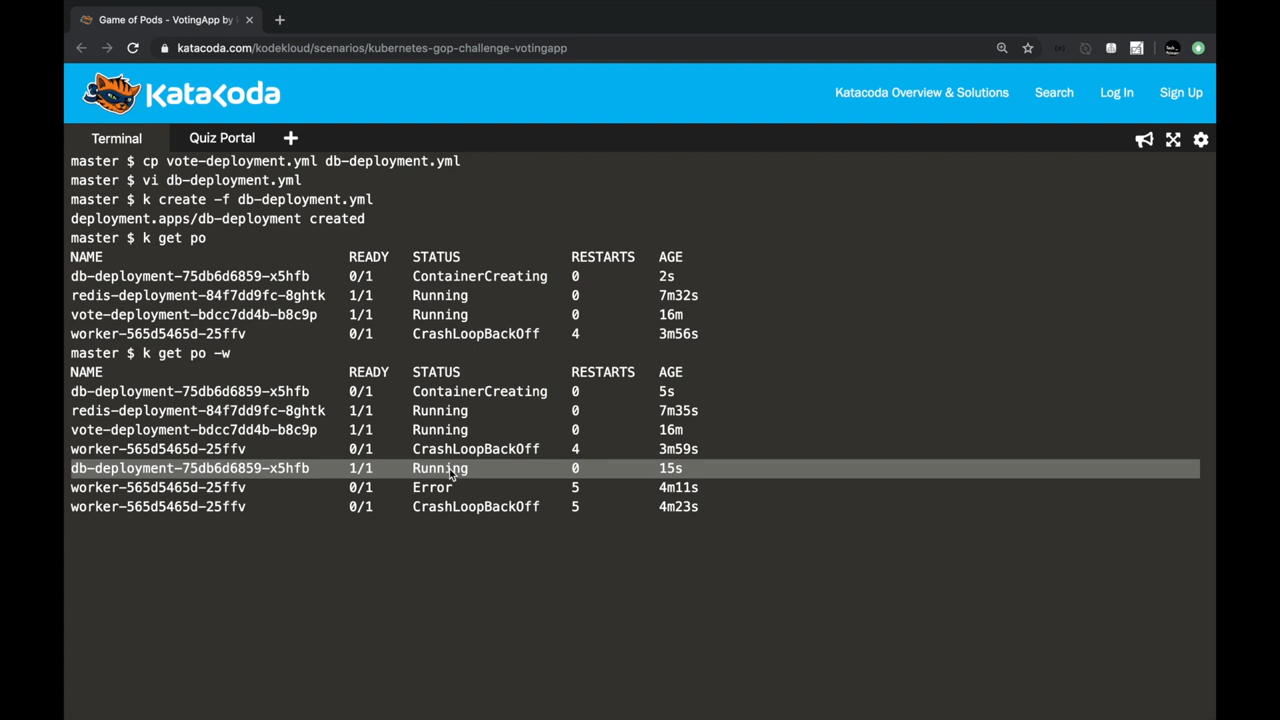 Game of Pods - VotingApp by
katacoda.com/kodekloud/scenarios/kubernetes-gop-challenge-votingapp
KataKoda
Katacoda Overview & Solutions Search Log In Sign Up
Terminal Quiz Portal
master $ cp vote-deployment.yml db-deployment.yml
master $ vi db-deployment.yml
master $ k create -f db-deployment.yml
deployment.apps/db-deployment created
master $ k get po
NAME READY STATUS RESTARTS AGE
db-deployment-75db6d6859-x5hfb 0/1 ContainerCreating 0 2s
redis-deployment-84f7dd9fc-8ghtk 1/1 Running 0 7m32s
vote-deployment-bdcc7dd4b-b8c9p 1/1 Running 0 16m
worker-565d5465d-25ffv 0/1 CrashLoopBackOff 4 3m56s
master $ k get po -w
NAME READY STATUS RESTARTS AGE
db-deployment-75db6d6859-x5hfb 0/1 ContainerCreating 0 5s
redis-deployment-84f7dd9fc-8ghtk 1/1 Running 0 7m35s
vote-deployment-bdcc7dd4b-b8c9p 1/1 Running 0 16m
worker-565d5465d-25ffv 0/1 CrashLoopBackOff 4 3m59s
db-deployment-75db6d6859-x5hfb 1/1 Running 0 15s
worker-565d5465d-25ffv 0/1 Error 5 4m11s
worker-565d5465d-25ffv 0/1 CrashLoopBackOff 5 4m23s